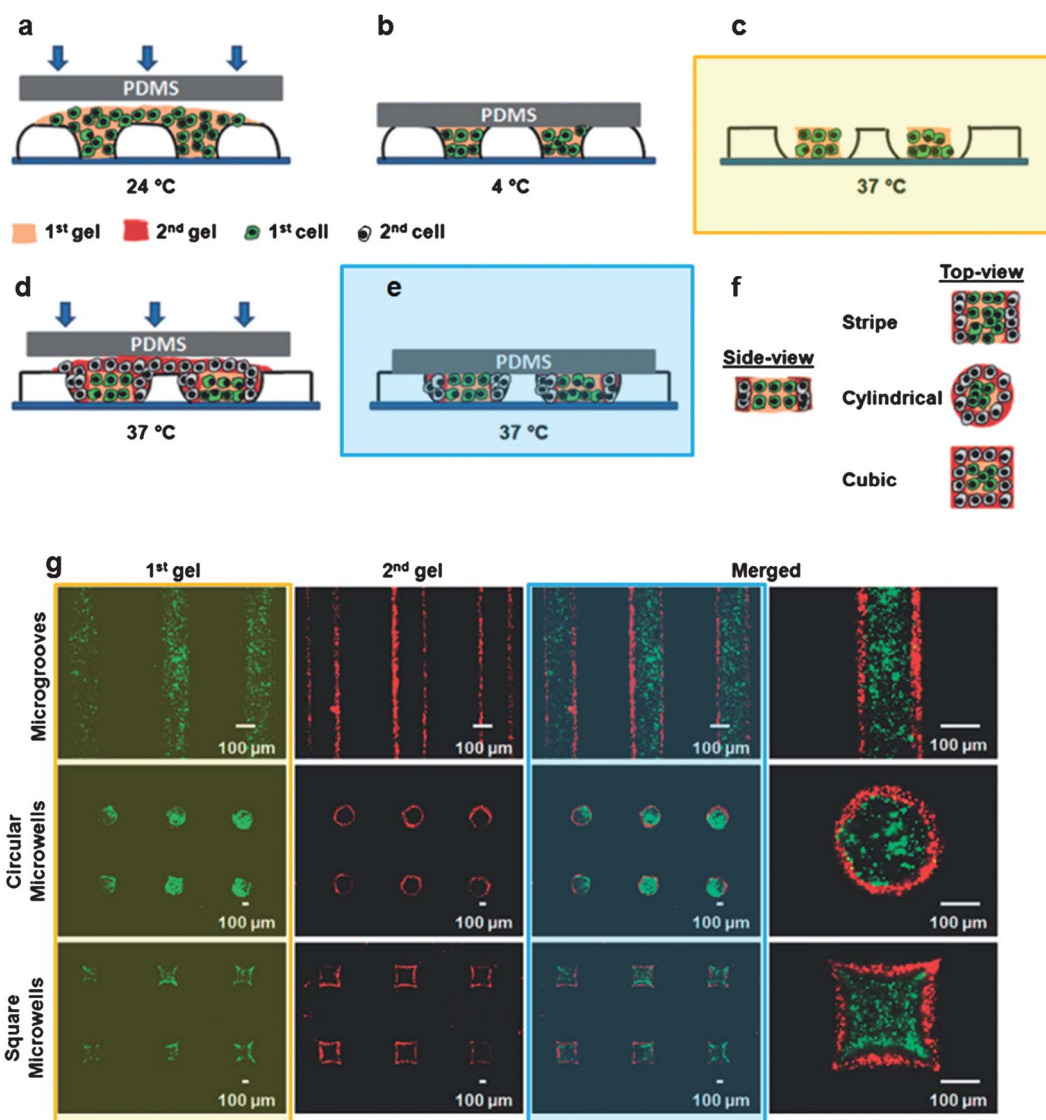 a
b
c
PDMS
PDMS
24 °C
4 °C
37 °C
1st gel
2nd gel
1st cell
2nd cell
d
e
f
Top-view
PDMS
PDMS
Stripe
Side-view
Cylindrical
37 °C
37 °C
Cubic
g
1st gel
2nd gel
Merged
Microgrooves
100 µm
100 µm
100 µm
100 µm
Circular
Microwells
100 µm
100 µm
100 µm
100 µm
Square
Microwells
100 µm
100 µm
100 µm
100 µm